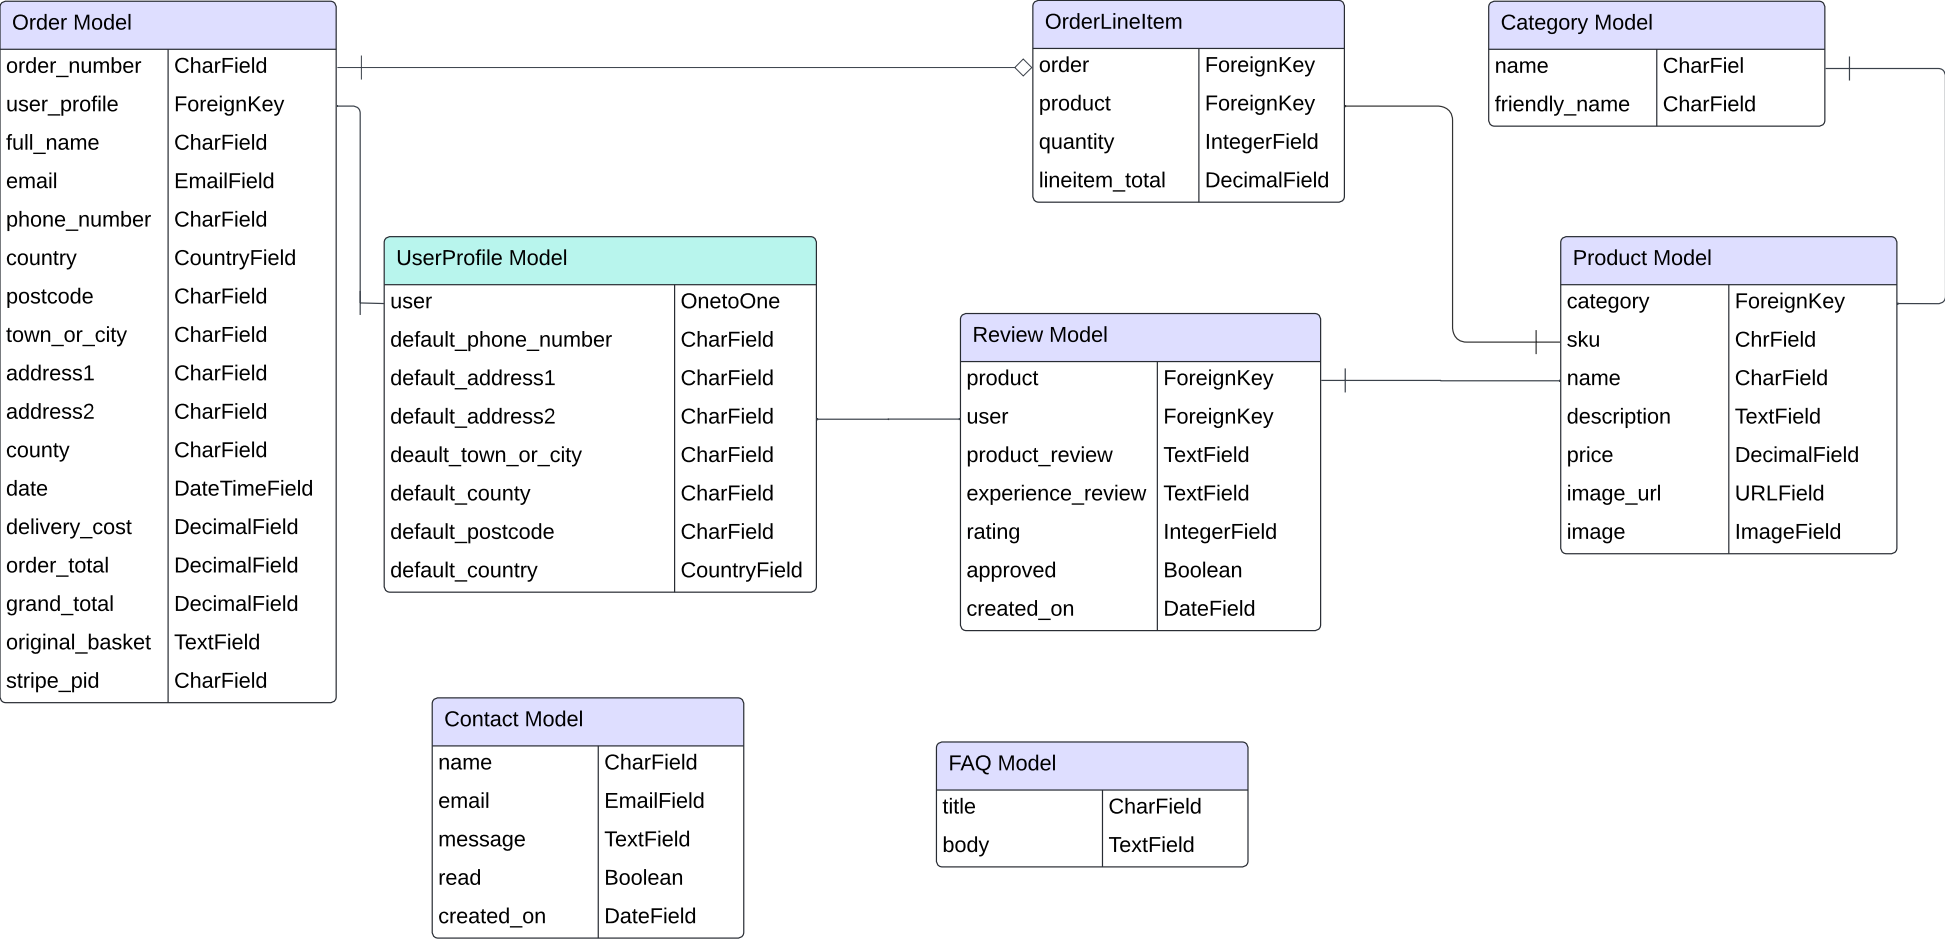 Order Model
order_number CharField
user_profile ForeignKey
full_name CharField
email EmailField
phone_number CharField
country CountryField
postcode CharField
town_or_city CharField
address1 CharField
address2 CharField
county CharField
date DateTimeField
delivery_cost DecimalField
order_total DecimalField
grand_total DecimalField
original_basket TextField
stripe_pid CharField
OrderLineItem
order ForeignKey
product ForeignKey
quantity IntegerField
lineitem_total DecimalField
Category Model
name CharFiel
friendly_name CharField
UserProfile Model
user OnetoOne
default_phone_number CharField
default_address1 CharField
default_address2 CharField
deault_town_or_city CharField
default_county CharField
default_postcode CharField
default_country CountryField
Review Model
product ForeignKey
user ForeignKey
product_review TextField
experience_review TextField
rating IntegerField
approved Boolean
created_on DateField
Product Model
category ForeignKey
sku ChrField
name CharField
description TextField
price DecimalField
image_url URLField
image ImageField
Contact Model
name CharField
email EmailField
message TextField
read Boolean
created_on DateField
FAQ Model
title CharField
body TextField